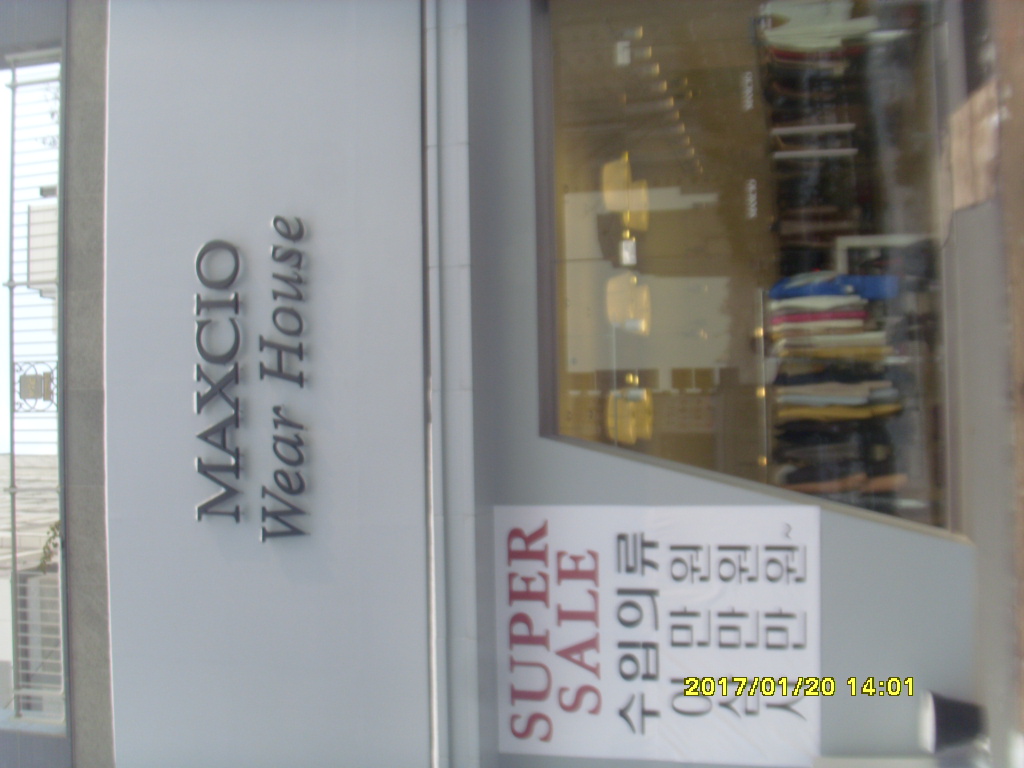 MAXCIO
Wear House
SUPER
SALE
수입의류
이 만 원
삼 만 원
사 만 원~
2017/01/20 14:01